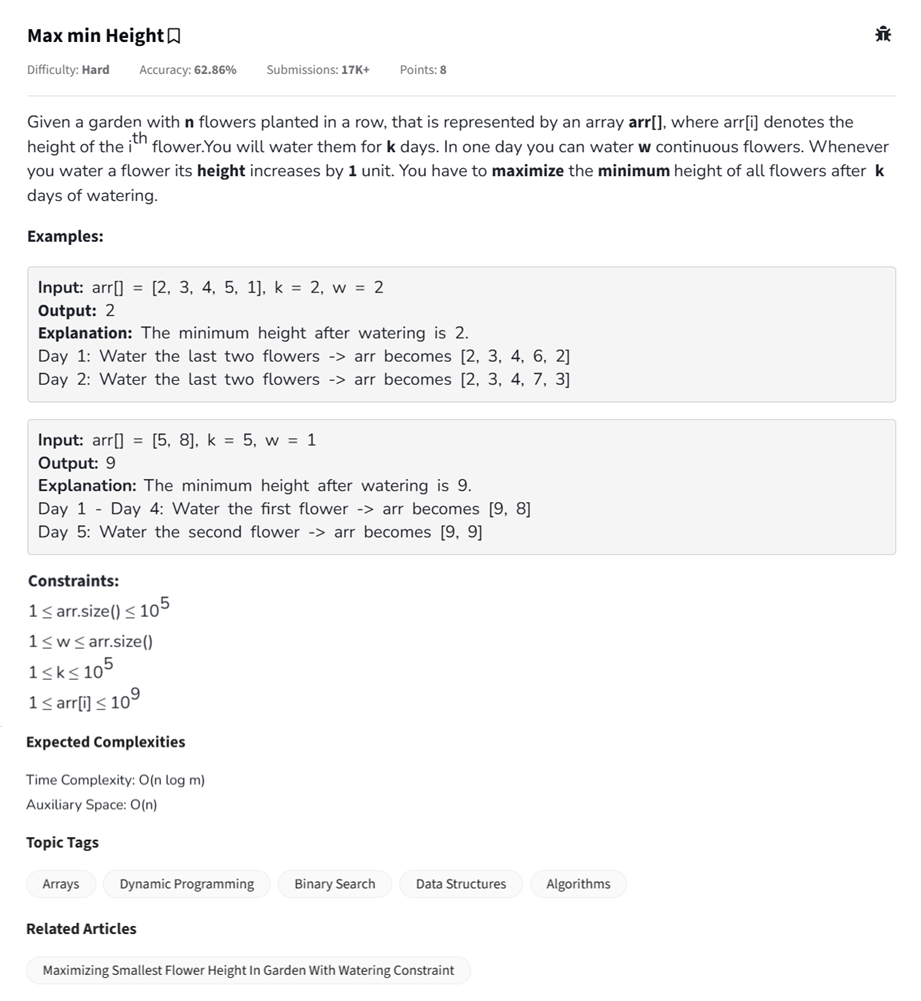 Max min Height
Difficulty: Hard Accuracy: 62.86% Submissions: 17K+ Points: 8
Given a garden with n flowers planted in a row, that is represented by an array arr[], where arr[i] denotes the
height of the ith flower.You will water them for k days. In one day you can water w continuous flowers. Whenever
you water a flower its height increases by 1 unit. You have to maximize the minimum height of all flowers after k
days of watering.
Examples:
Input: arr[] = [2, 3, 4, 5, 1], k = 2, w = 2
Output: 2
Explanation: The minimum height after watering is 2.
Day 1: Water the last two flowers -> arr becomes [2, 3, 4, 6, 2]
Day 2: Water the last two flowers -> arr becomes [2, 3, 4, 7, 3]
Input: arr[] = [5, 8], k = 5, w = 1
Output: 9
Explanation: The minimum height after watering is 9.
Day 1 - Day 4: Water the first flower -> arr becomes [9, 8]
Day 5: Water the second flower -> arr becomes [9, 9]
Constraints:
1 ≤ arr.size() ≤ 10^5
1 ≤ w ≤ arr.size()
1 ≤ k ≤ 10^5
1 ≤ arr[i] ≤ 10^9
Expected Complexities
Time Complexity: O(n log m)
Auxiliary Space: O(n)
Topic Tags
Arrays Dynamic Programming Binary Search Data Structures Algorithms
Related Articles
Maximizing Smallest Flower Height In Garden With Watering Constraint